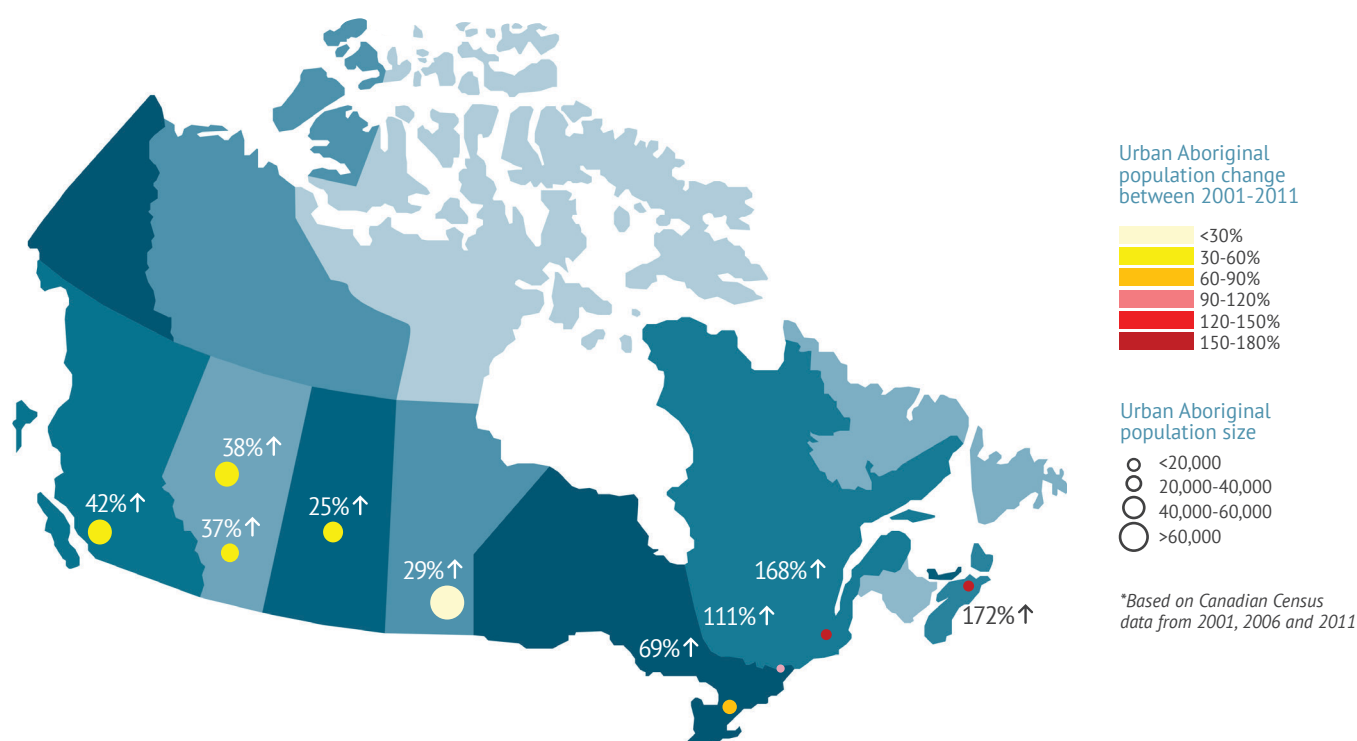 38%↑
42%↑
37%↑
25%↑
29%↑
168%↑
111%↑
69%↑
172%↑
Urban Aboriginal
population change
between 2001-2011
<30%
30-60%
60-90%
90-120%
120-150%
150-180%
Urban Aboriginal
population size
<20,000
20,000-40,000
40,000-60,000
>60,000
*Based on Canadian Census
data from 2001, 2006 and 2011